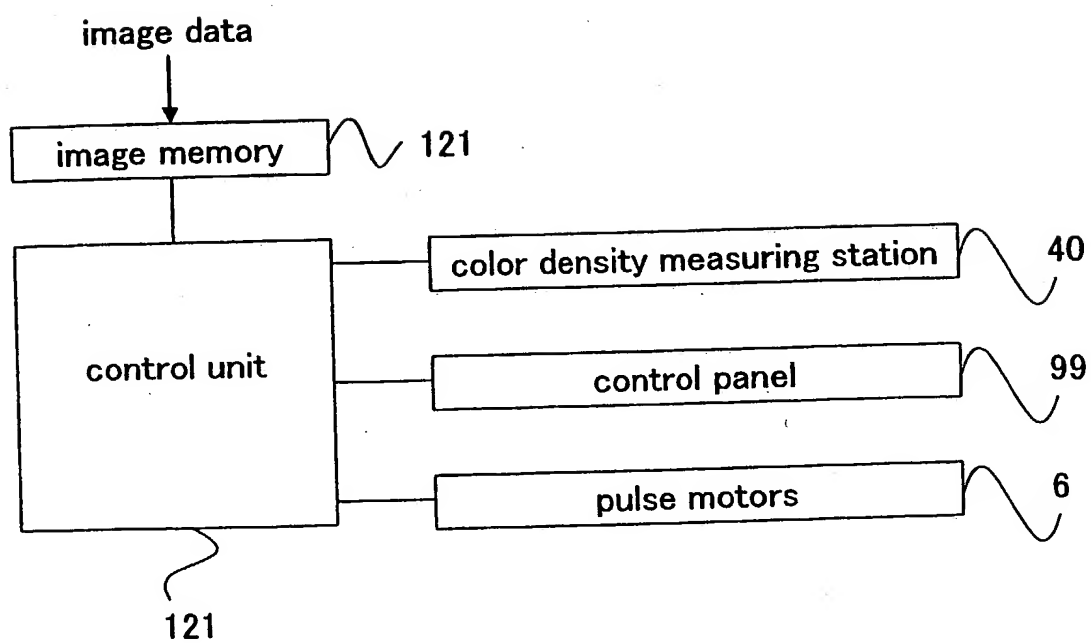 image data
image memory
121
color density measuring station
40
control unit
control panel
99
pulse motors
6
121